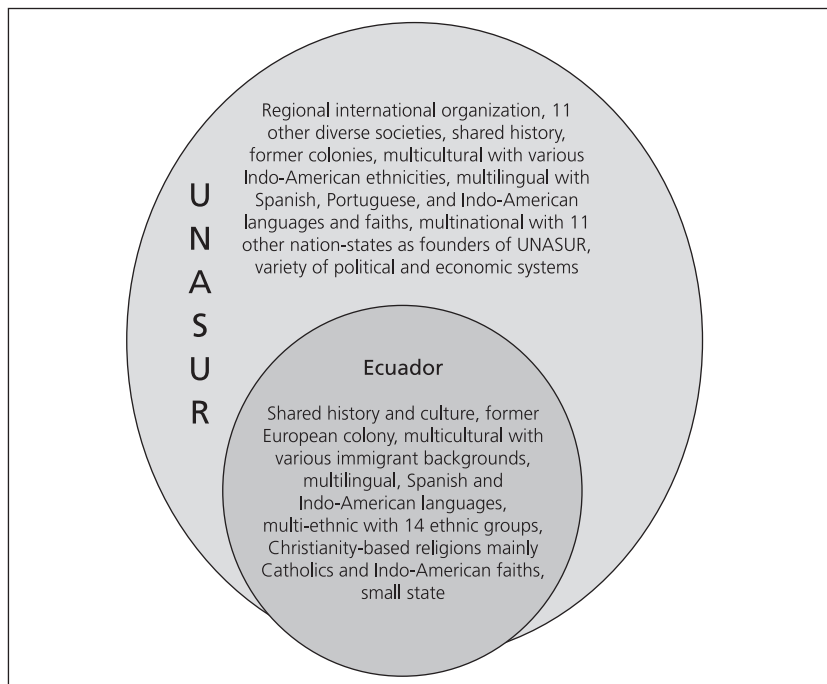 Regional international organization, 11
other diverse societies, shared history,
former colonies, multicultural with various
Indo-American ethnicities, multilingual with
Spanish, Portuguese, and Indo-American
languages and faiths, multinational with 11
other nation-states as founders of UNASUR,
variety of political and economic systems
UNASUR
Ecuador
Shared history and culture, former
European colony, multicultural with
various immigrant backgrounds,
multilingual, Spanish and
Indo-American languages,
multi-ethnic with 14 ethnic groups,
Christianity-based religions mainly
Catholics and Indo-American faiths,
small state